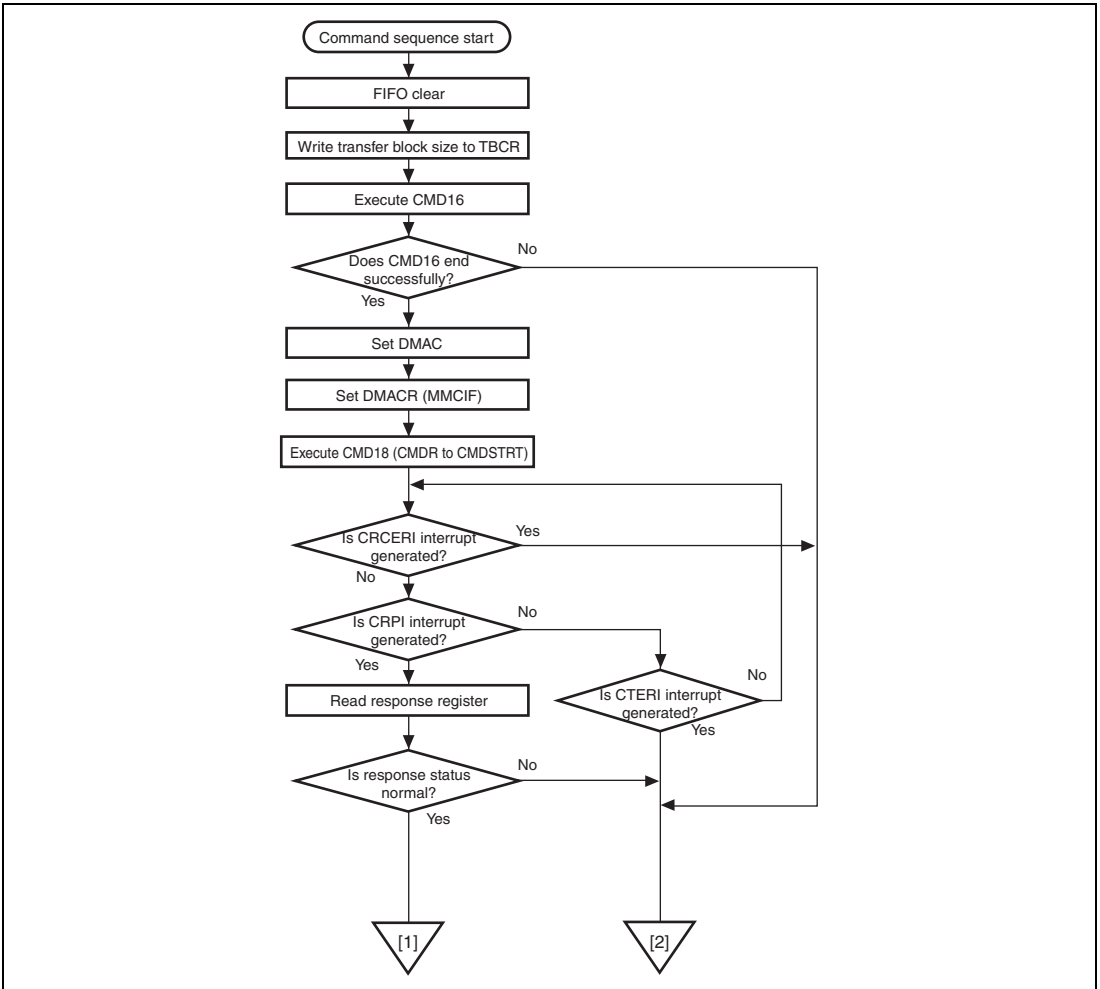 Command sequence start
FIFO clear
Write transfer block size to TBCR
Execute CMD16
Does CMD16 end
successfully?
No
Yes
Set DMAC
Set DMACR (MMCIF)
Execute CMD18 (CMDR to CMDSTRT)
Is CRCERI interrupt
generated?
Yes
No
Is CRPI interrupt
generated?
No
Yes
Is CTERI interrupt
generated?
No
Yes
Read response register
Is response status
normal?
No
Yes
[1]
[2]